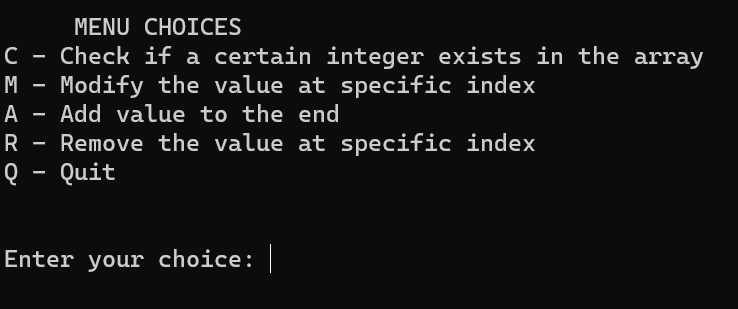 MENU CHOICES
C - Check if a certain integer exists in the array
M - Modify the value at specific index
A - Add value to the end
R - Remove the value at specific index
Q - Quit
Enter your choice: